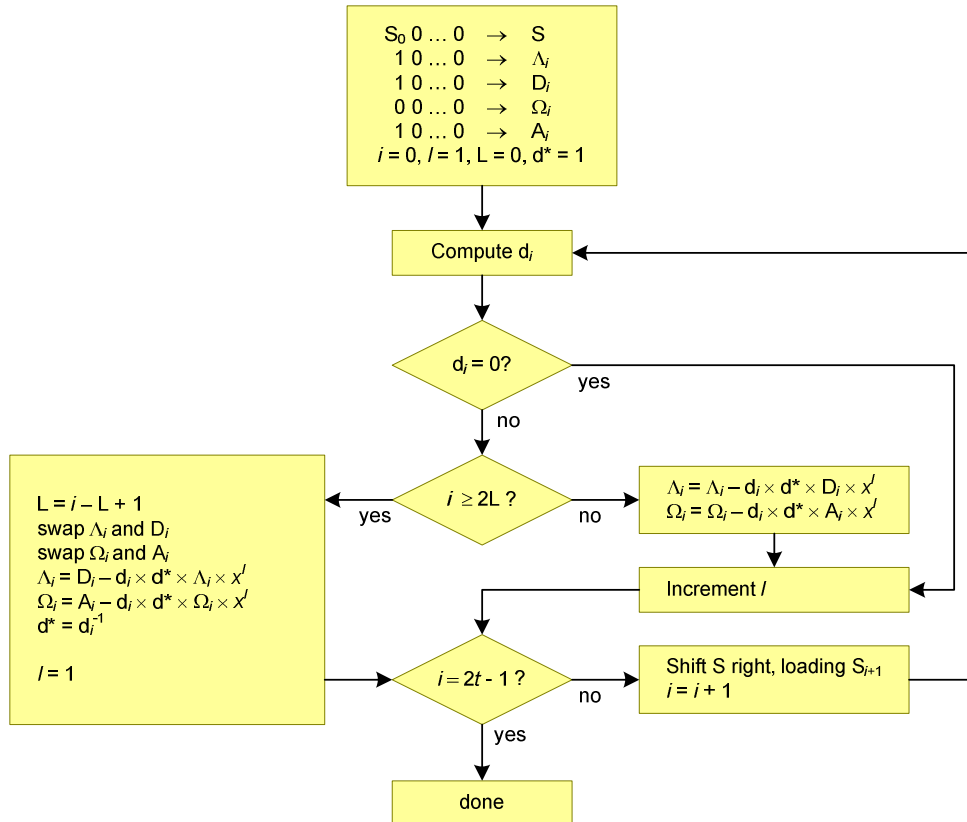 S₀ 0 ... 0 → S
1 0 ... 0 → Λᵢ
1 0 ... 0 → Dᵢ
0 0 ... 0 → Ωᵢ
1 0 ... 0 → Aᵢ
i = 0, l = 1, L = 0, d* = 1
Compute dᵢ
dᵢ = 0?
yes
no
i ≥ 2L ?
yes
no
Λᵢ = Λᵢ – dᵢ × d* × Dᵢ × xˡ
Ωᵢ = Ωᵢ – dᵢ × d* × Aᵢ × xˡ
L = i – L + 1
swap Λᵢ and Dᵢ
swap Ωᵢ and Aᵢ
Λᵢ = Dᵢ – dᵢ × d* × Λᵢ × xˡ
Ωᵢ = Aᵢ – dᵢ × d* × Ωᵢ × xˡ
d* = dᵢ⁻¹
l = 1
Increment l
i = 2t - 1 ?
no
yes
Shift S right, loading Sᵢ₊₁
i = i + 1
done